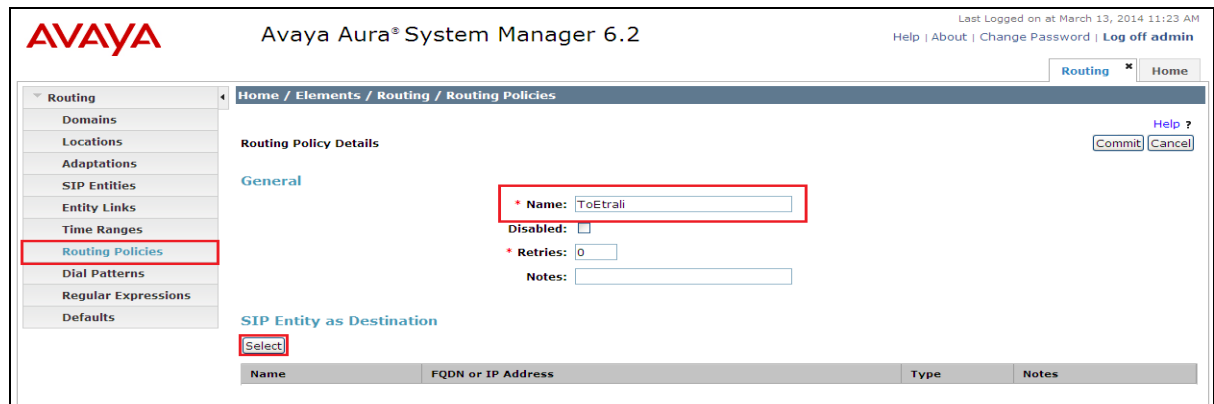 Last Logged on at March 13, 2014 11:23 AM
AVAYA
Avaya Aura® System Manager 6.2
Help | About | Change Password | Log off admin
Routing × Home
Routing
Domains
Locations
Adaptations
SIP Entities
Entity Links
Time Ranges
Routing Policies
Dial Patterns
Regular Expressions
Defaults
Home / Elements / Routing / Routing Policies
Help ?
Routing Policy Details
Commit Cancel
General
* Name: ToEtrali
Disabled:
* Retries: 0
Notes:
SIP Entity as Destination
Select
Name FQDN or IP Address Type Notes